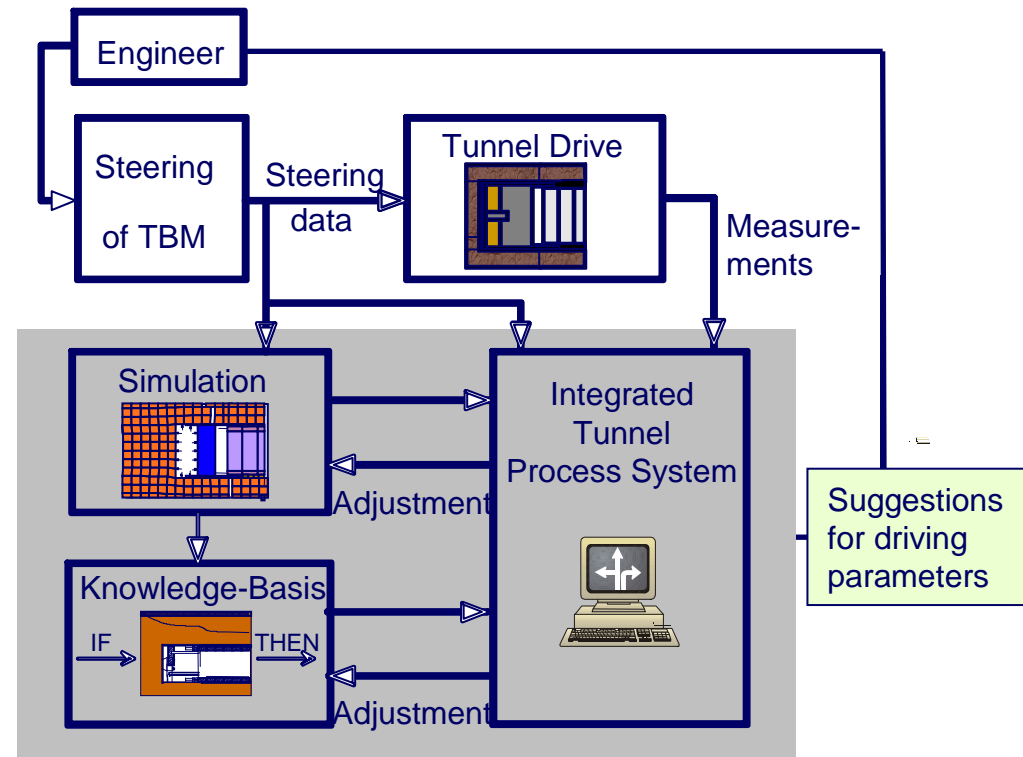 Engineer
Steering
of TBM
Steering
data
Tunnel Drive
Measure-
ments
Simulation
Integrated
Tunnel
Process System
Adjustment
Suggestions
for driving
parameters
Knowledge-Basis
IF
THEN
Adjustment